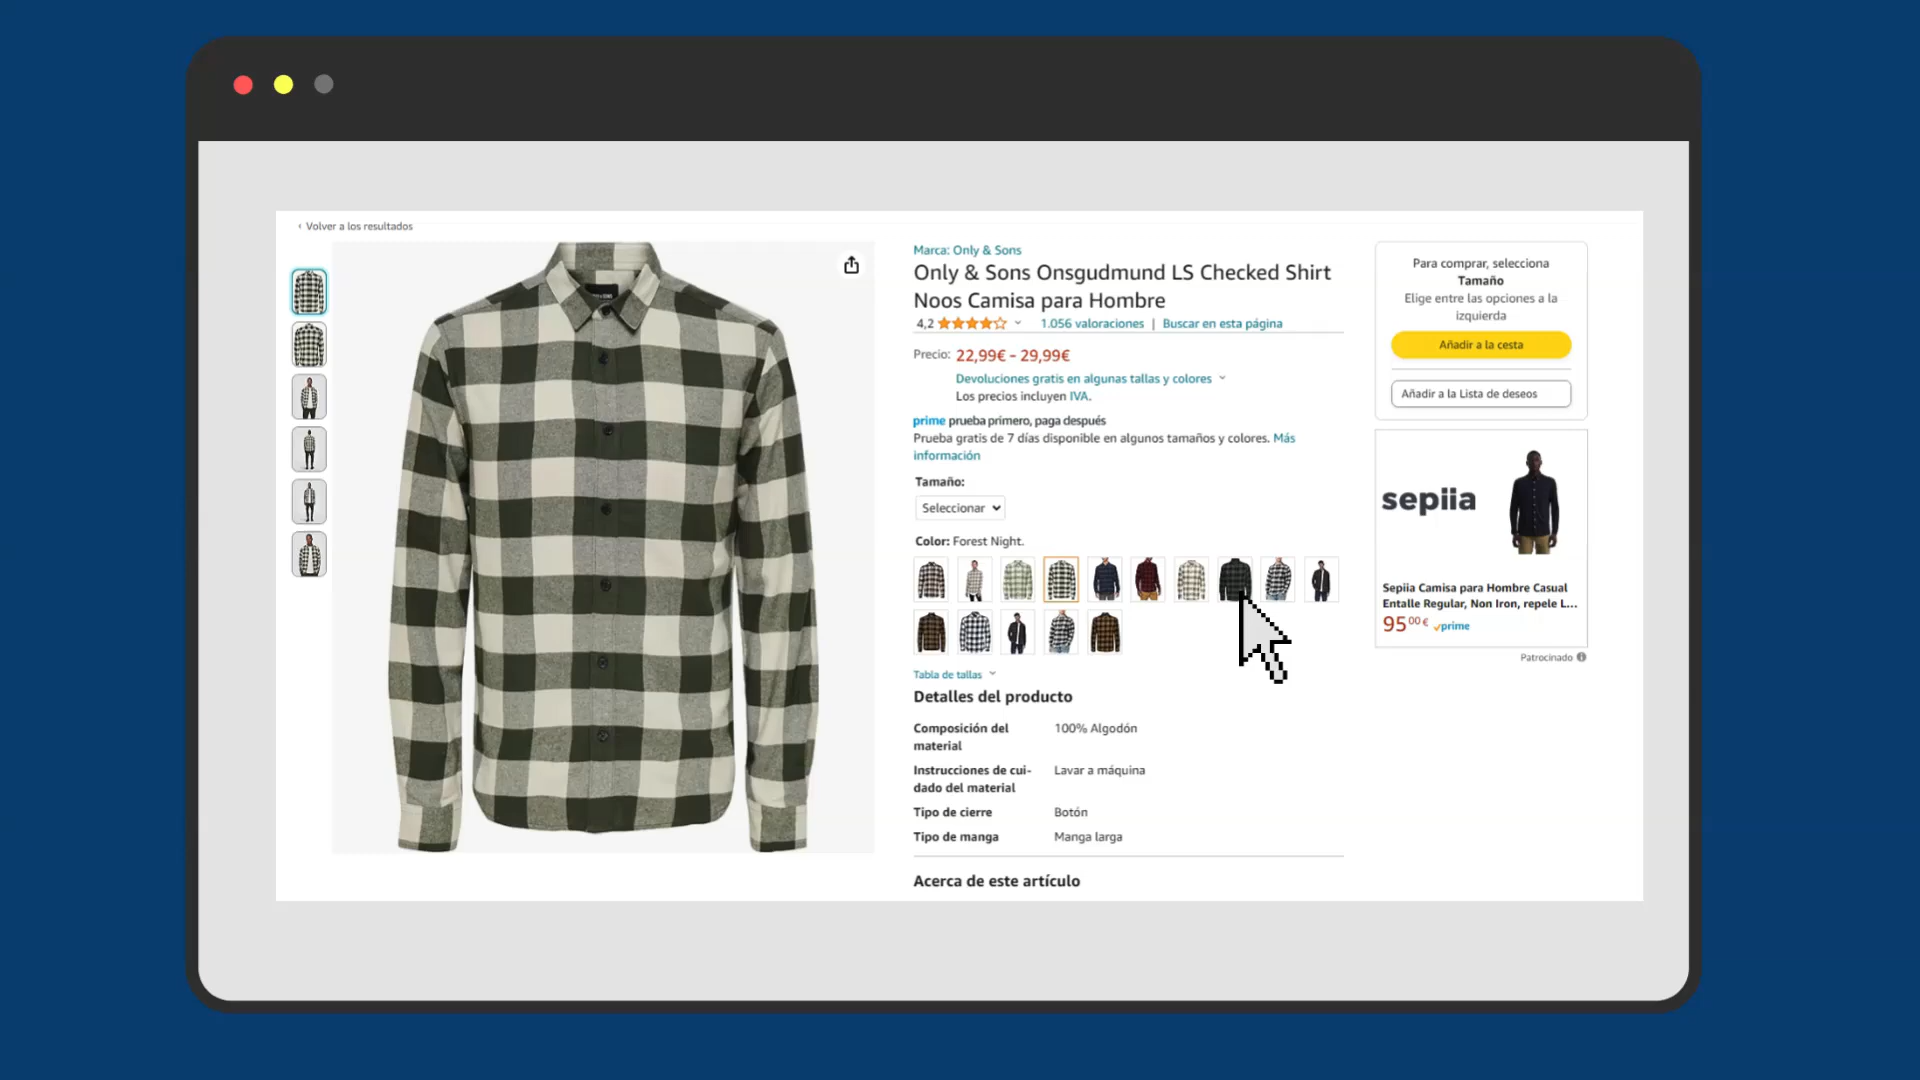 ‹ Volver a los resultados
Marca: Only & Sons
Only & Sons Onsgudmund LS Checked Shirt
Noos Camisa para Hombre
4,2
1.056 valoraciones | Buscar en esta página
Precio: 22,99€ - 29,99€
Devoluciones gratis en algunas tallas y colores
Los precios incluyen IVA.
prime prueba primero, paga después
Prueba gratis de 7 días disponible en algunos tamaños y colores. Más
información
Tamaño:
Seleccionar
Color: Forest Night.
Tabla de tallas
Detalles del producto
Composición del
material
100% Algodón
Instrucciones de cui-
dado del material
Lavar a máquina
Tipo de cierre
Botón
Tipo de manga
Manga larga
Acerca de este artículo
Para comprar, selecciona
Tamaño
Elige entre las opciones a la
izquierda
Añadir a la cesta
Añadir a la Lista de deseos
sepiia
Sepiia Camisa para Hombre Casual
Entalle Regular, Non Iron, repele L...
9500€ prime
Patrocinado